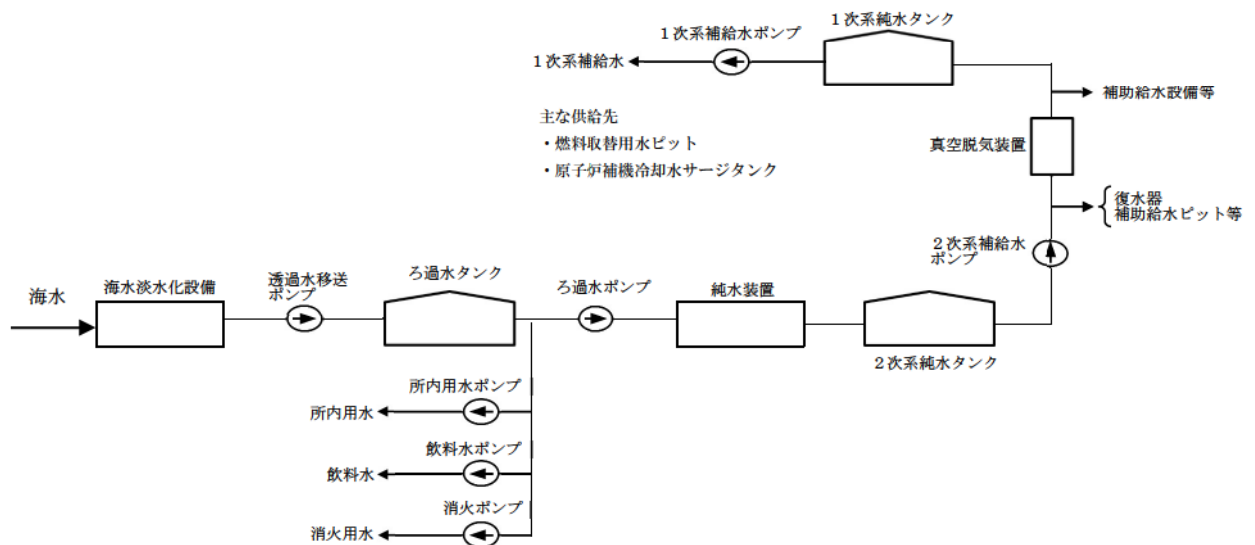 1次系純水タンク
1次系補給水ポンプ
1次系補給水
補助給水設備等
主な供給先
・燃料取替用水ピット
・原子炉補機冷却水サージタンク
真空脱気装置
復水器
補助給水ピット等
2次系補給水
ポンプ
海水
海水淡水化設備
透過水移送
ポンプ
ろ過水タンク
ろ過水ポンプ
純水装置
2次系純水タンク
所内用水ポンプ
所内用水
飲料水ポンプ
飲料水
消火ポンプ
消火用水